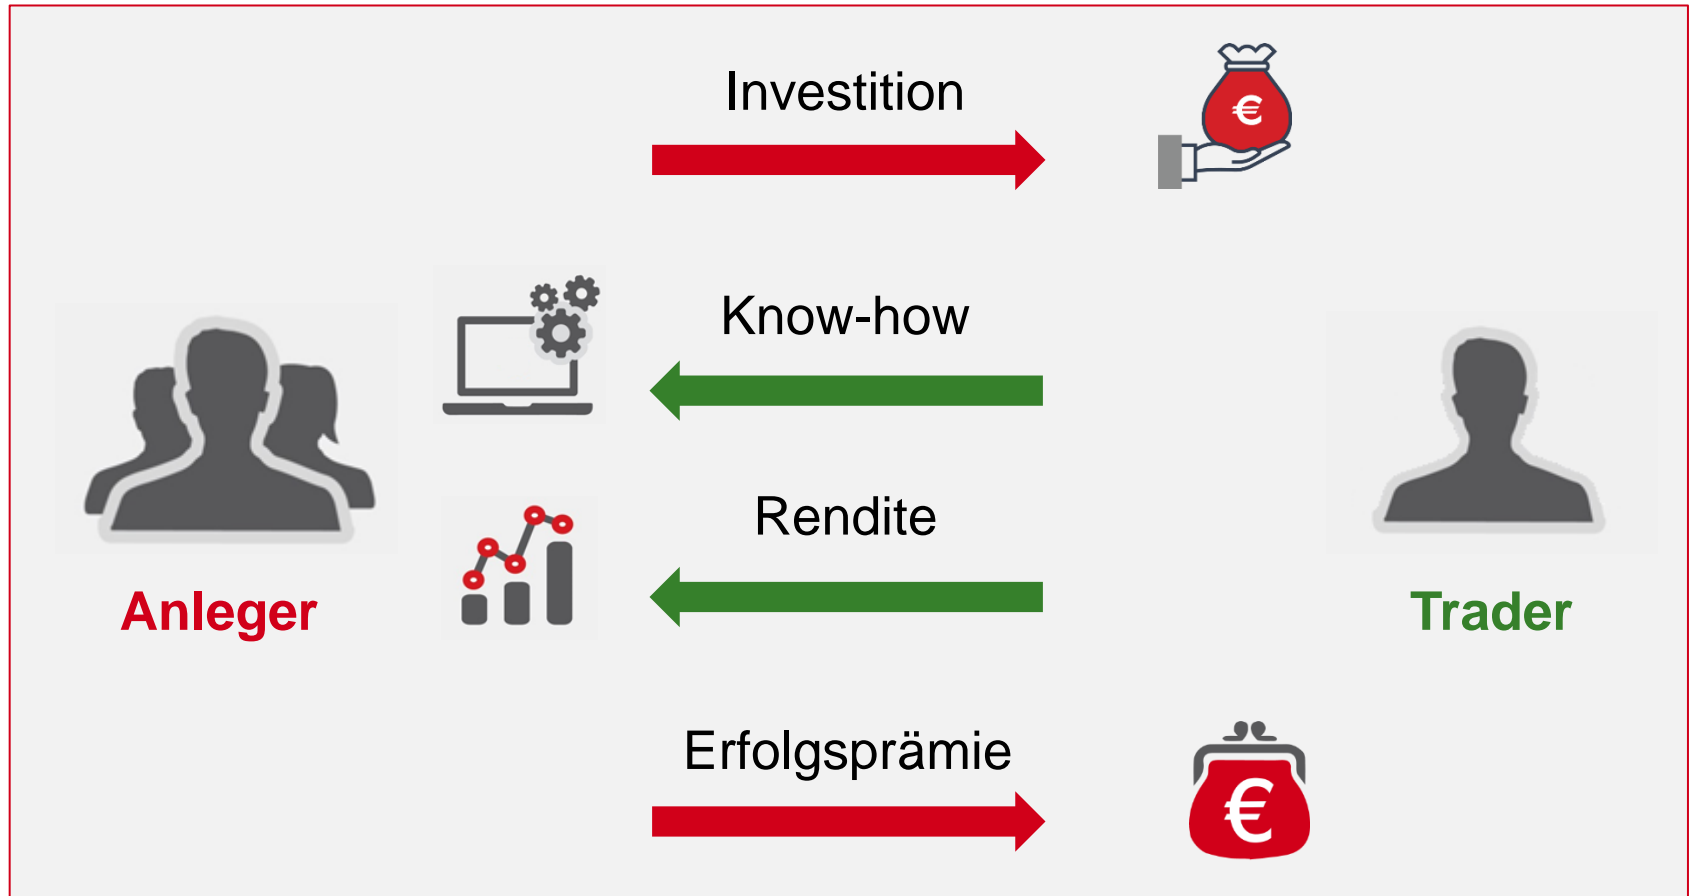 Investition
€
Know-how
Rendite
Anleger
Trader
Erfolgsprämie
€